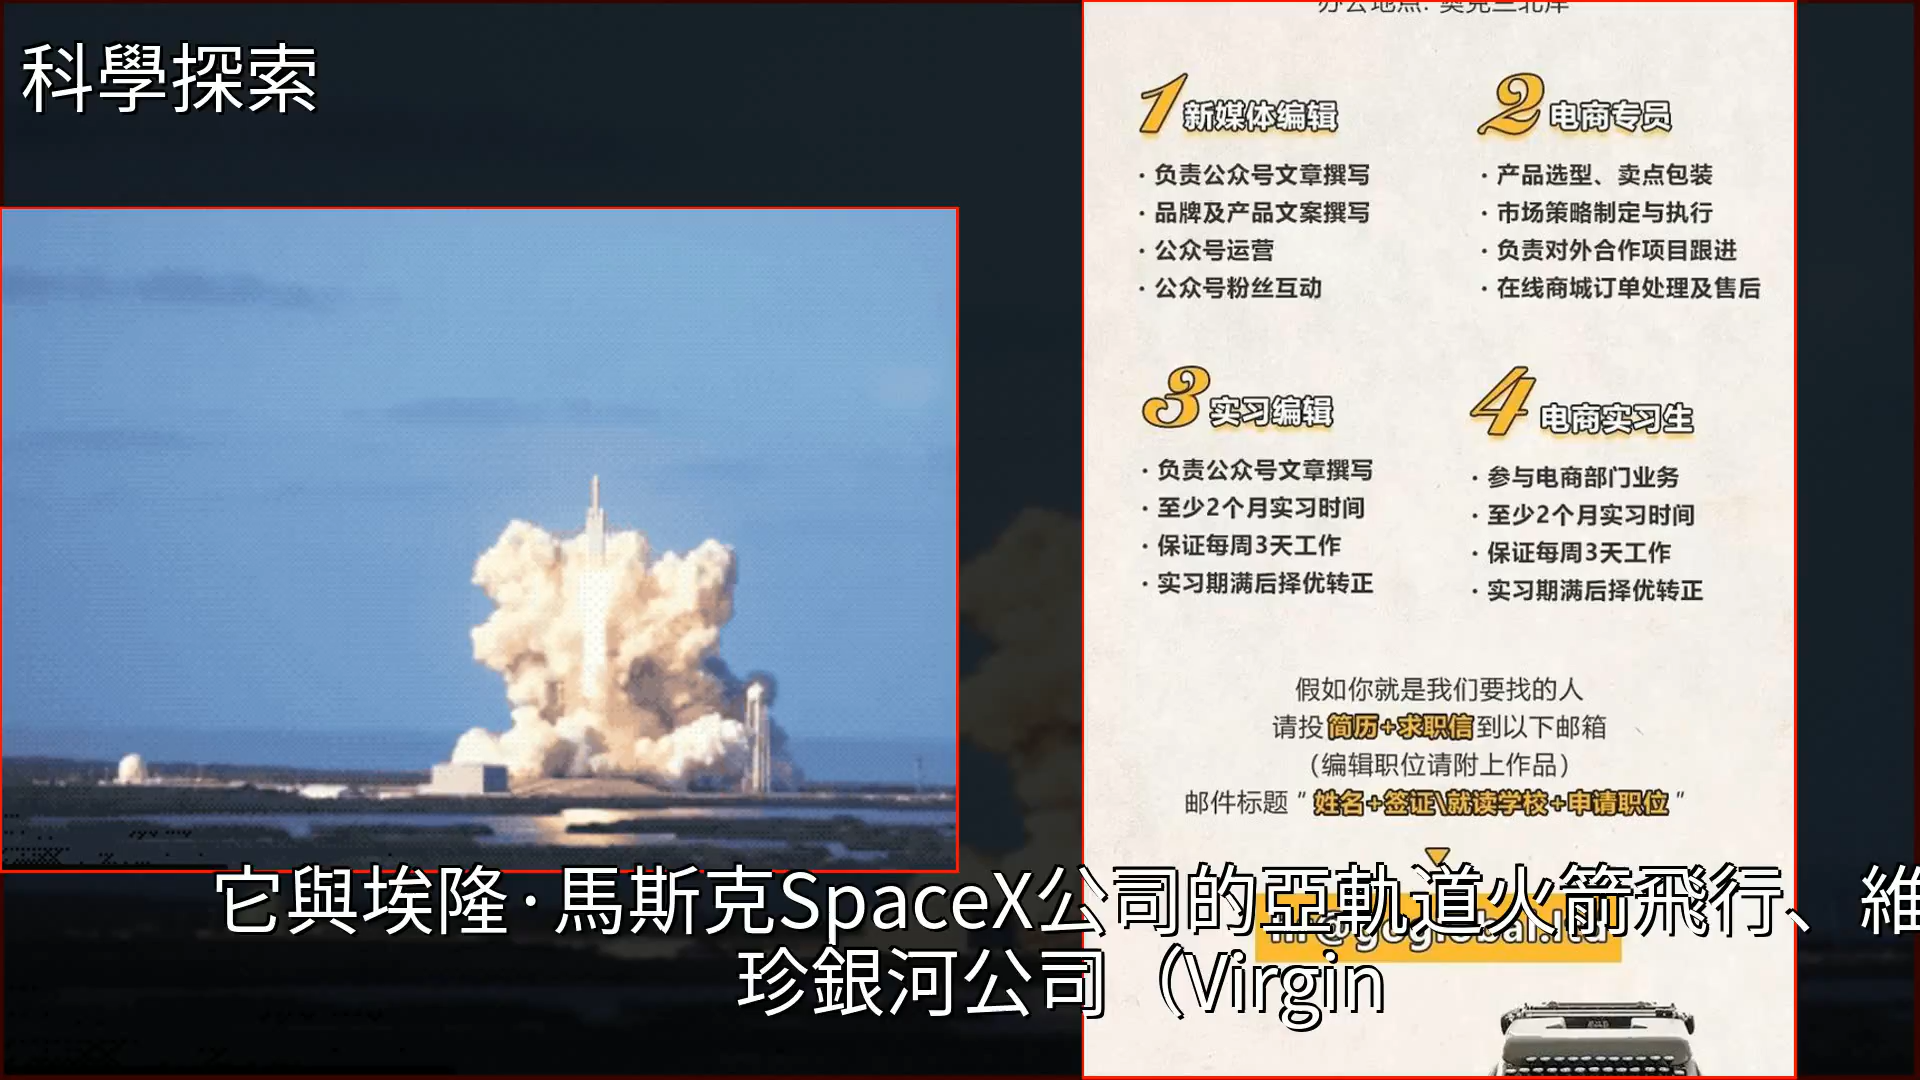 科學探索
1 新媒体编辑
· 负责公众号文章撰写
· 品牌及产品文案撰写
· 公众号运营
· 公众号粉丝互动
2 电商专员
· 产品选型、卖点包装
· 市场策略制定与执行
· 负责对外合作项目跟进
· 在线商城订单处理及售后
3 实习编辑
· 负责公众号文章撰写
· 至少2个月实习时间
· 保证每周3天工作
· 实习期满后择优转正
4 电商实习生
· 参与电商部门业务
· 至少2个月实习时间
· 保证每周3天工作
· 实习期满后择优转正
假如你就是我们要找的人
请投简历+求职信到以下邮箱
（编辑职位请附上作品）
邮件标题 " 姓名+签证\就读学校+申请职位 "
它與埃隆·馬斯克SpaceX公司的亞軌道火箭飛行、維
珍銀河公司（Virgin